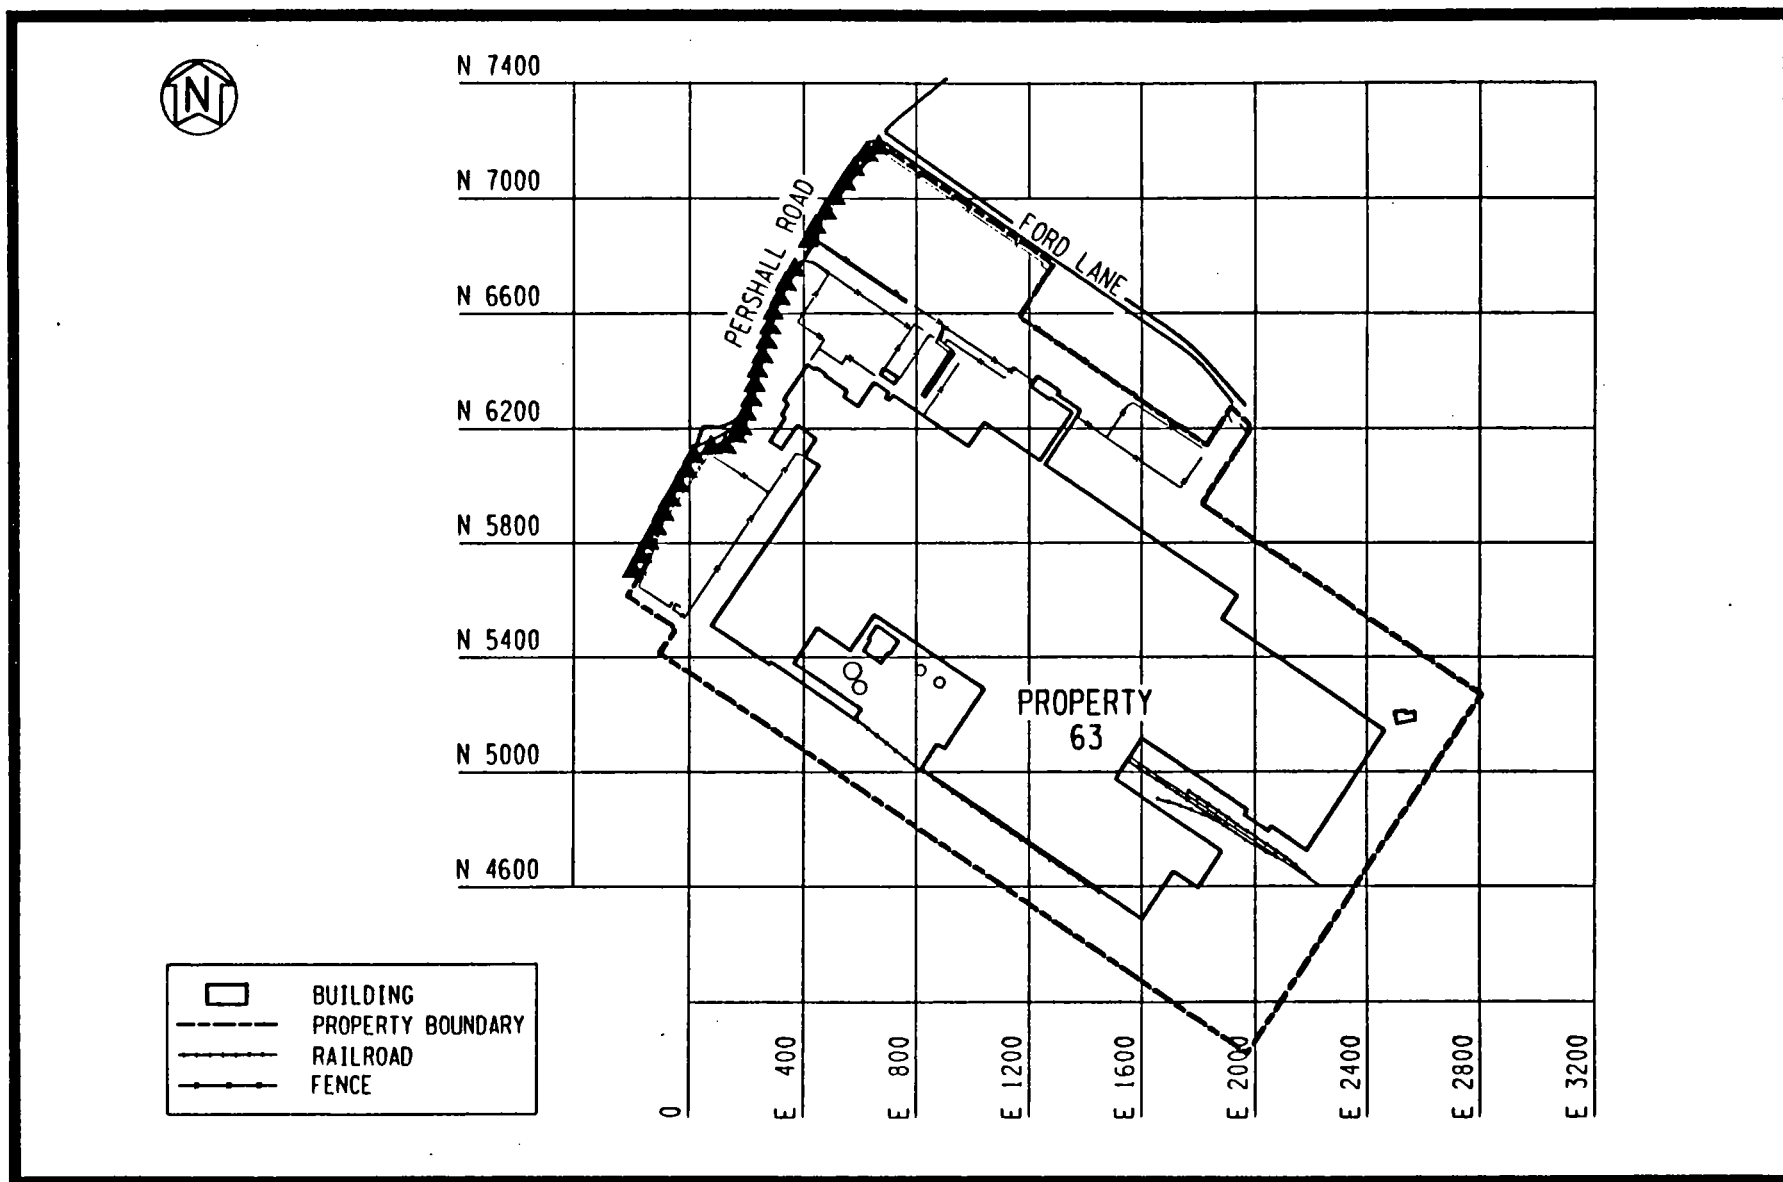 N
N 7400
N 7000
N 6600
N 6200
N 5800
N 5400
N 5000
N 4600
PERSHALL ROAD
FORD LANE
PROPERTY
63
BUILDING
PROPERTY BOUNDARY
RAILROAD
FENCE
0
E 400
E 800
E 1200
E 1600
E 2000
E 2400
E 2800
E 3200